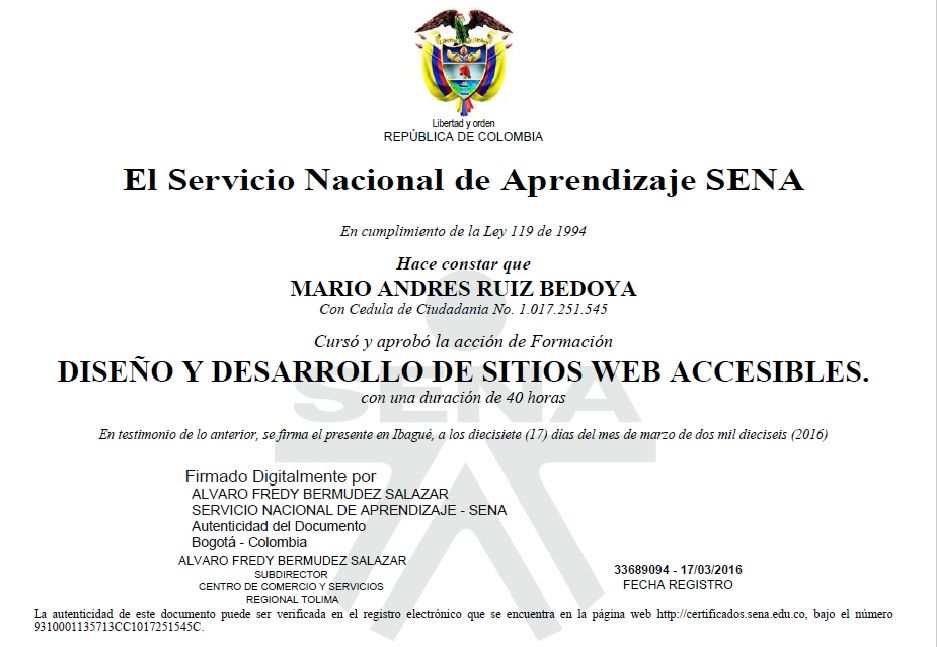 Libertad y orden
REPÚBLICA DE COLOMBIA
El Servicio Nacional de Aprendizaje SENA
En cumplimiento de la Ley 119 de 1994
Hace constar que
MARIO ANDRES RUIZ BEDOYA
Con Cedula de Ciudadania No. 1.017.251.545
Cursó y aprobó la acción de Formación
DISEÑO Y DESARROLLO DE SITIOS WEB ACCESIBLES.
SENA
con una duración de 40 horas
En testimonio de lo anterior, se firma el presente en Ibagué, a los diecisiete (17) días del mes de marzo de dos mil dieciseis (2016)
Firmado Digitalmente por
ALVARO FREDY BERMUDEZ SALAZAR
SERVICIO NACIONAL DE APRENDIZAJE - SENA
Autenticidad del Documento
Bogotá - Colombia
ALVARO FREDY BERMUDEZ SALAZAR
SUBDIRECTOR
CENTRO DE COMERCIO Y SERVICIOS
REGIONAL TOLIMA
33689094 - 17/03/2016
FECHA REGISTRO
La autenticidad de este documento puede ser verificada en el registro electrónico que se encuentra en la página web http://certificados.sena.edu.co, bajo el número
9310001135713CC1017251545C.